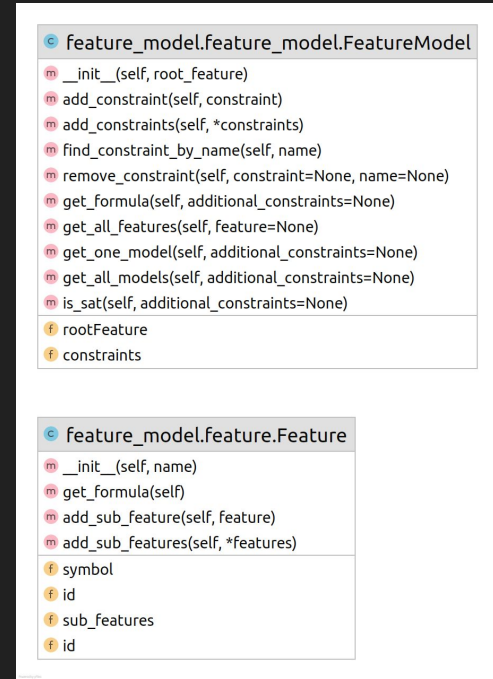 C feature_model.feature_model.FeatureModel
m __init__(self, root_feature)
m add_constraint(self, constraint)
m add_constraints(self, *constraints)
m find_constraint_by_name(self, name)
m remove_constraint(self, constraint=None, name=None)
m get_formula(self, additional_constraints=None)
m get_all_features(self, feature=None)
m get_one_model(self, additional_constraints=None)
m get_all_models(self, additional_constraints=None)
m is_sat(self, additional_constraints=None)
f rootFeature
f constraints
C feature_model.feature.Feature
m __init__(self, name)
m get_formula(self)
m add_sub_feature(self, feature)
m add_sub_features(self, *features)
f symbol
f id
f sub_features
f id